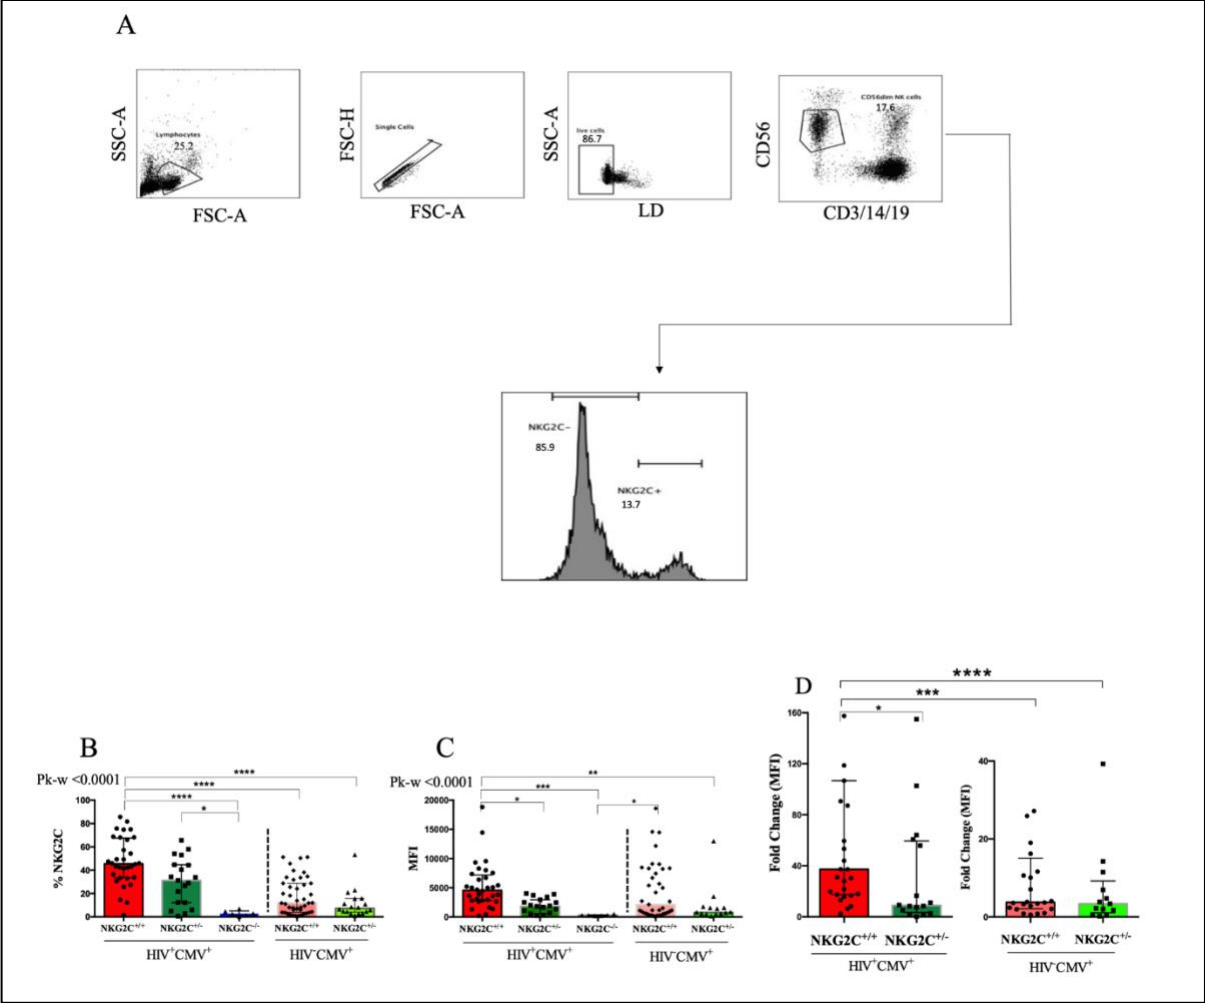 A
SSC-A
Lymphocytes
25.2
FSC-A
FSC-H
Single Cells
FSC-A
SSC-A
live cells
86.7
LD
CD56
CD56dim NK cells
17.6
CD3/14/19
NKG2C−
85.9
NKG2C+
13.7
B
Pk-w <0.0001
****
****
****
*
% NKG2C
100
80
60
40
20
0
NKG2C+/+ NKG2C+/- NKG2C-/- NKG2C+/+ NKG2C+/-
HIV+CMV+ HIV-CMV+
C
Pk-w <0.0001
**
***
*
*
MFI
20000
15000
10000
5000
0
NKG2C+/+ NKG2C+/- NKG2C-/- NKG2C+/+ NKG2C+/-
HIV+CMV+ HIV-CMV+
D
****
***
*
Fold Change (MFI)
160
120
80
40
0
NKG2C+/+ NKG2C+/-
HIV+CMV+
Fold Change (MFI)
40
20
0
NKG2C+/+ NKG2C+/-
HIV-CMV+